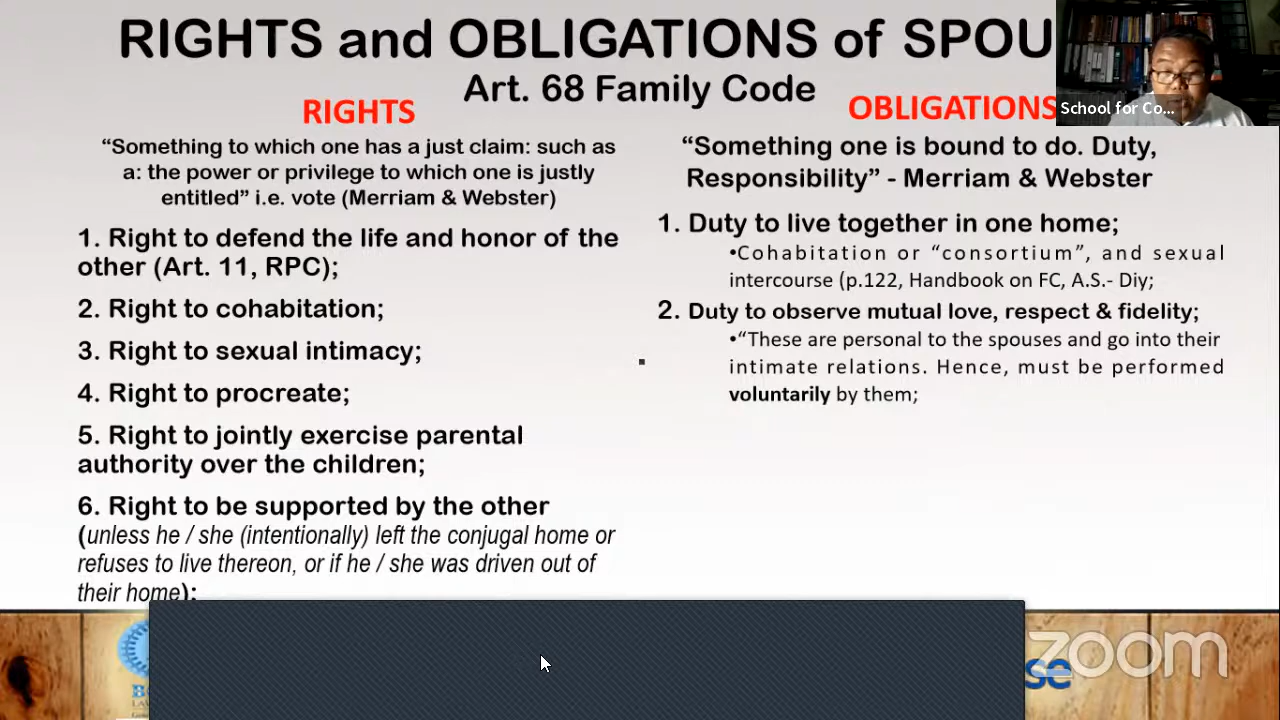 RIGHTS and OBLIGATIONS of SPOU
Art. 68 Family Code
RIGHTS
“Something to which one has a just claim: such as
a: the power or privilege to which one is justly
entitled” i.e. vote (Merriam & Webster)
1. Right to defend the life and honor of the
other (Art. 11, RPC);
2. Right to cohabitation;
3. Right to sexual intimacy;
4. Right to procreate;
5. Right to jointly exercise parental
authority over the children;
6. Right to be supported by the other
(unless he / she (intentionally) left the conjugal home or
refuses to live thereon, or if he / she was driven out of
their home);
OBLIGATIONS
“Something one is bound to do. Duty,
Responsibility” - Merriam & Webster
1. Duty to live together in one home;
•Cohabitation or “consortium”, and sexual
intercourse (p.122, Handbook on FC, A.S.- Diy;
2. Duty to observe mutual love, respect & fidelity;
•“These are personal to the spouses and go into their
intimate relations. Hence, must be performed
voluntarily by them;
School for Co...
zoom
se